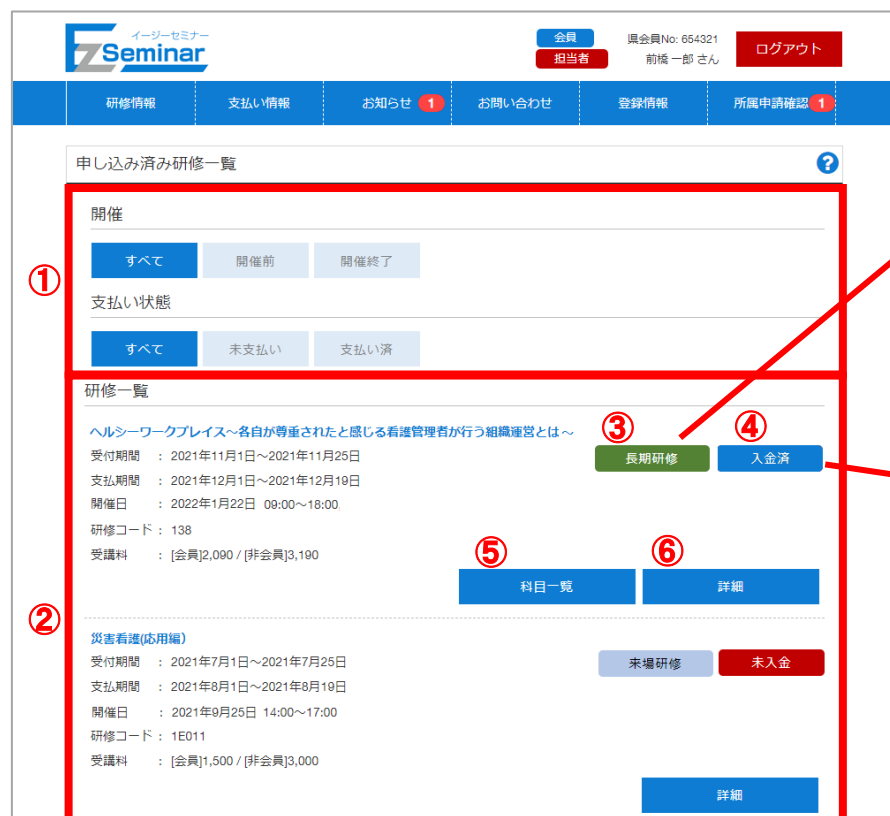 イージーセミナー
EZ Seminar
会員
担当者
県会員No: 654321
前橋 一郎 さん
ログアウト
研修情報 支払い情報 お知らせ 1 お問い合わせ 登録情報 所属申請確認 1
申し込み済み研修一覧 ?
①
開催
すべて 開催前 開催終了
支払い状態
すべて 未支払い 支払い済
②
研修一覧
ヘルシーワークプレイス～各自が尊重されたと感じる看護管理者が行う組織運営とは～
③ ④
受付期間 : 2021年11月1日～2021年11月25日
長期研修 入金済
支払期間 : 2021年12月1日～2021年12月19日
開催日 : 2022年1月22日 09:00～18:00
研修コード : 138
受講料 : [会員]2,090 / [非会員]3,190
⑤ ⑥
科目一覧 詳細
災害看護(応用編)
受付期間 : 2021年7月1日～2021年7月25日
来場研修 未入金
支払期間 : 2021年8月1日～2021年8月19日
開催日 : 2021年9月25日 14:00～17:00
研修コード : 1E011
受講料 : [会員]1,500 / [非会員]3,000
詳細